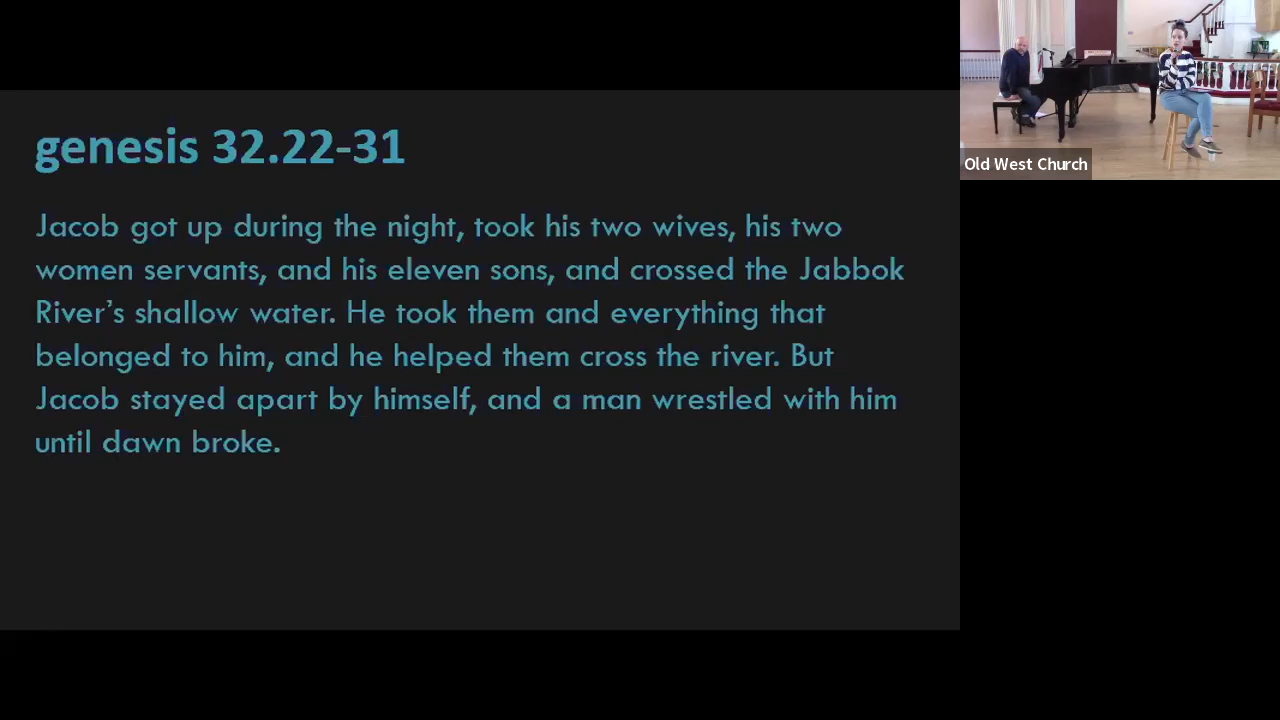 genesis 32.22-31
Jacob got up during the night, took his two wives, his two
women servants, and his eleven sons, and crossed the Jabbok
River’s shallow water. He took them and everything that
belonged to him, and he helped them cross the river. But
Jacob stayed apart by himself, and a man wrestled with him
until dawn broke.
Old West Church